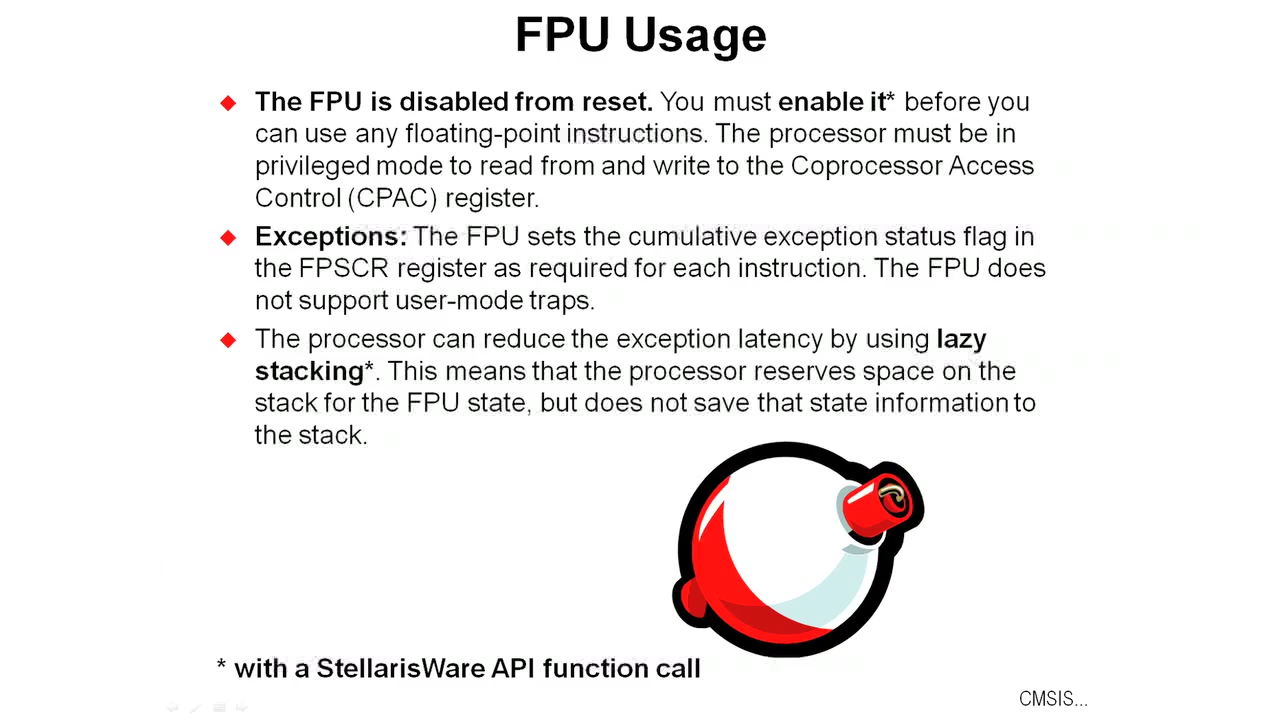 FPU Usage
The FPU is disabled from reset. You must enable it* before you
can use any floating-point instructions. The processor must be in
privileged mode to read from and write to the Coprocessor Access
Control (CPAC) register.
Exceptions: The FPU sets the cumulative exception status flag in
the FPSCR register as required for each instruction. The FPU does
not support user-mode traps.
The processor can reduce the exception latency by using lazy
stacking*. This means that the processor reserves space on the
stack for the FPU state, but does not save that state information to
the stack.
* with a StellarisWare API function call
CMSIS...